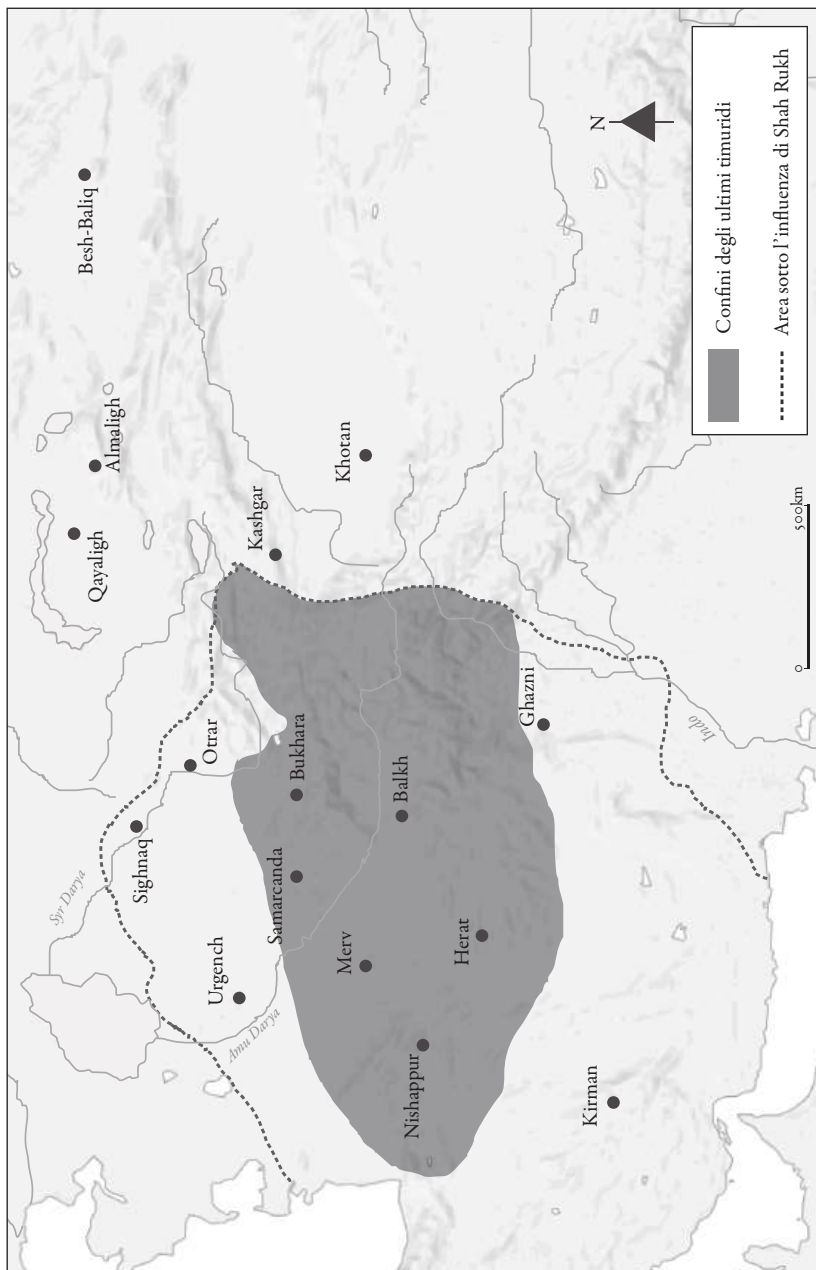 Besh-Baliq
Almaligh
Qayaligh
Kashgar
Khotan
Otrar
Sighnaq
Syr Darya
Urgench
Amu Darya
Samarcanda
Bukhara
Merv
Balkh
Nishappur
Herat
Ghazni
Indo
Kirman
N
Confini degli ultimi timuridi
Area sotto l’influenza di Shah Rukh
0 500km